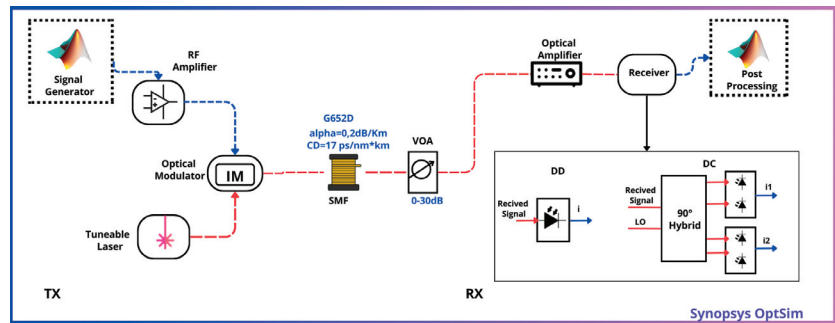 Signal
Generator
RF
Amplifier
Optical
Modulator
IM
Tuneable
Laser
TX
G652D
alpha=0,2dB/Km
CD=17 ps/nm*km
SMF
VOA
0-30dB
Optical
Amplifier
Receiver
Post
Processing
DD
Recived
Signal
i
DC
Recived
Signal
LO
90°
Hybrid
i1
i2
RX
Synopsys OptSim